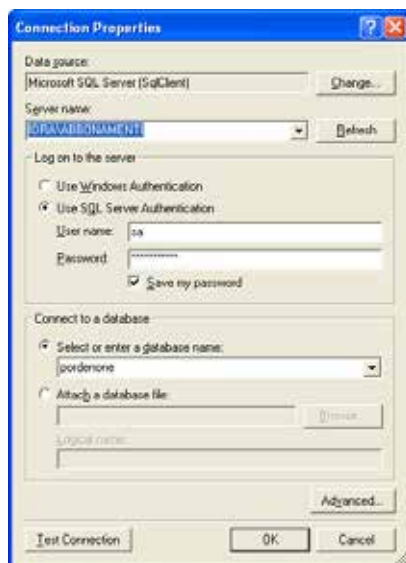 Connection Properties
Data source:
Microsoft SQL Server (SqlClient)
Change...
Server name:
Refresh
Log on to the server
Use Windows Authentication
Use SQL Server Authentication
User name:
sa
Password:
Save my password
Connect to a database
Select or enter a database name:
pordenone
Attach a database file:
Browse...
Logical name:
Advanced...
Test Connection
OK
Cancel